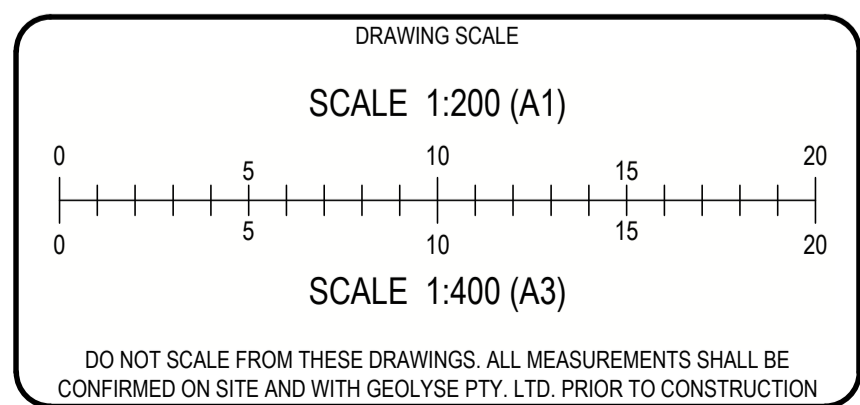 DRAWING SCALE
SCALE 1:200 (A1)
0 5 10 15 20
0 5 10 15 20
SCALE 1:400 (A3)
DO NOT SCALE FROM THESE DRAWINGS. ALL MEASUREMENTS SHALL BE
CONFIRMED ON SITE AND WITH GEOLYSE PTY. LTD. PRIOR TO CONSTRUCTION